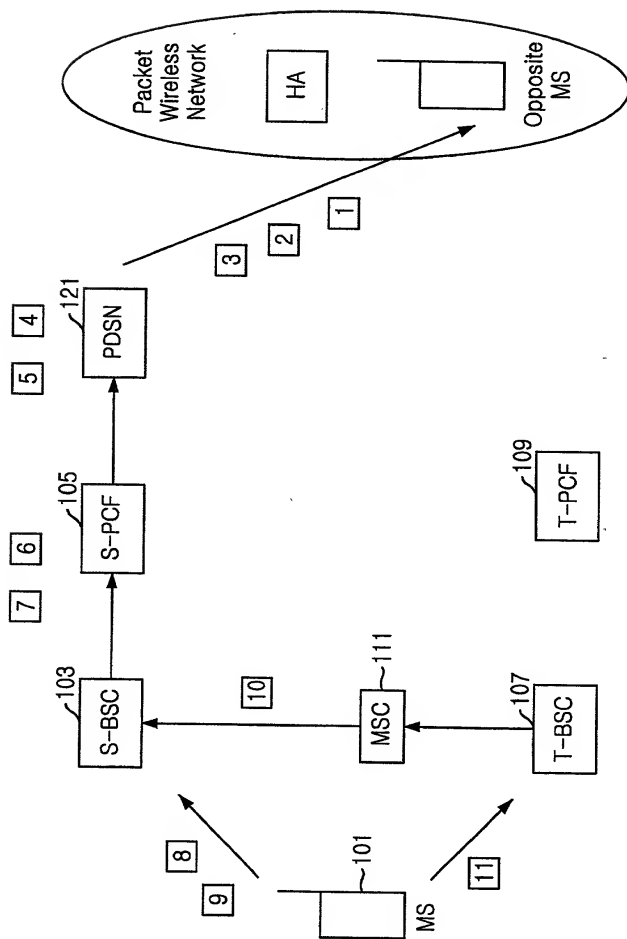 Packet
Wireless
Network
HA
Opposite
MS
1
2
3
4
5
121
PDSN
6
7
105
S-PCF
109
T-PCF
103
S-BSC
10
111
MSC
107
T-BSC
8
9
11
101
MS